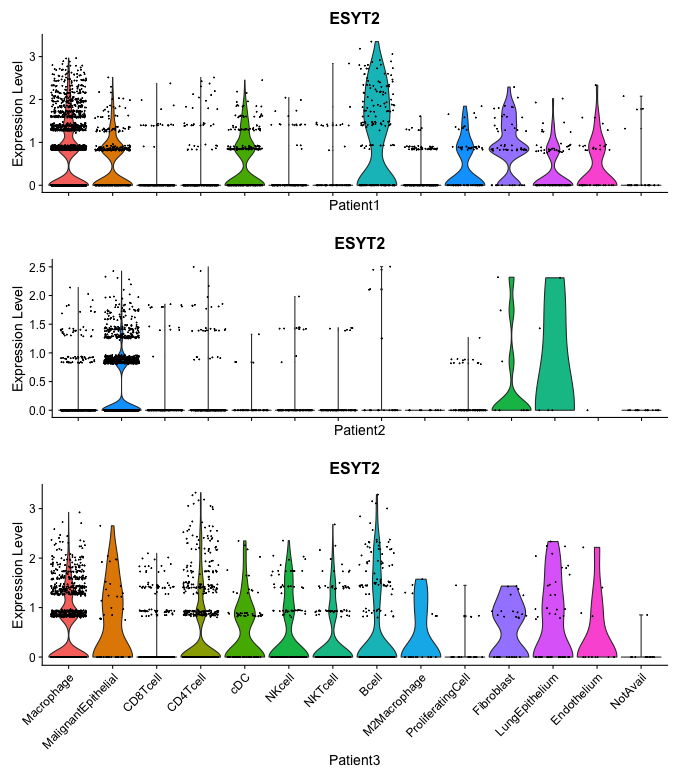 ESYT2
Expression Level
3
2
1
0
Patient1
ESYT2
Expression Level
2.5
2.0
1.5
1.0
0.5
0.0
Patient2
ESYT2
Expression Level
3
2
1
0
Macrophage
MalignantEpithelial
CD8Tcell
CD4Tcell
cDC
NKcell
NKTcell
Bcell
M2Macrophage
ProliferatingCell
Fibroblast
LungEpithelium
Endothelium
NotAvail
Patient3